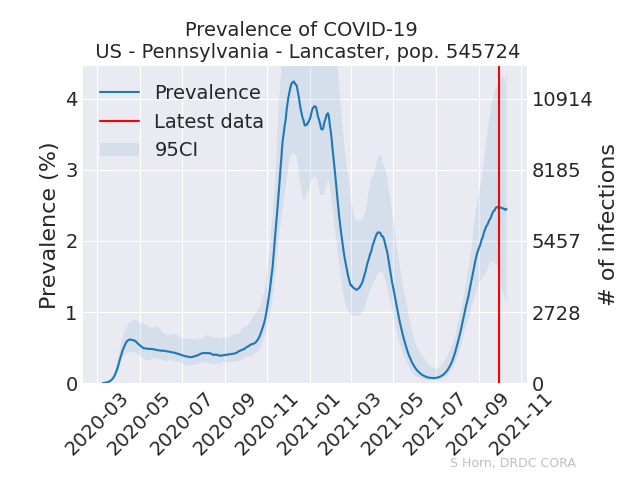 Prevalence of COVID-19
US - Pennsylvania - Lancaster, pop. 545724
Prevalence
Latest data
95CI
Prevalence (%)
4
3
2
1
0
# of infections
10914
8185
5457
2728
0
2020-03
2020-05
2020-07
2020-09
2020-11
2021-01
2021-03
2021-05
2021-07
2021-09
2021-11
S Horn, DRDC CORA